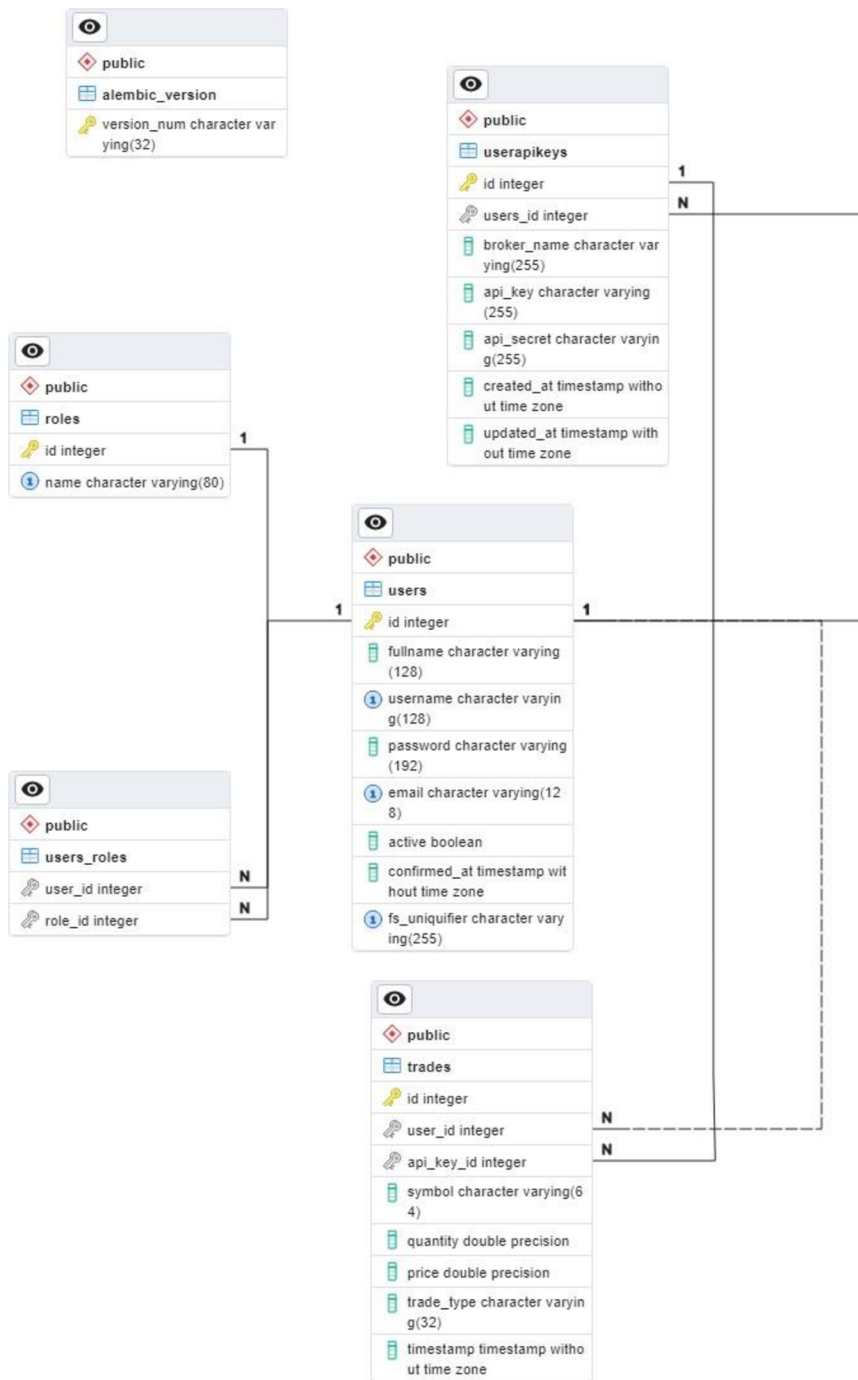 public
alembic_version
version_num character var
ying(32)
public
userapikeys
id integer
1
users_id integer
N
broker_name character var
ying(255)
api_key character varying
(255)
api_secret character varyin
g(255)
created_at timestamp witho
ut time zone
updated_at timestamp with
out time zone
public
roles
id integer
1
1 name character varying(80)
public
users
1
id integer
1
fullname character varying
(128)
1 username character varyin
g(128)
password character varying
(192)
1 email character varying(12
8)
active boolean
confirmed_at timestamp wit
hout time zone
1 fs_uniquifier character vary
ing(255)
public
users_roles
user_id integer
N
role_id integer
N
public
trades
id integer
user_id integer
N
api_key_id integer
N
symbol character varying(6
4)
quantity double precision
price double precision
trade_type character varyin
g(32)
timestamp timestamp witho
ut time zone